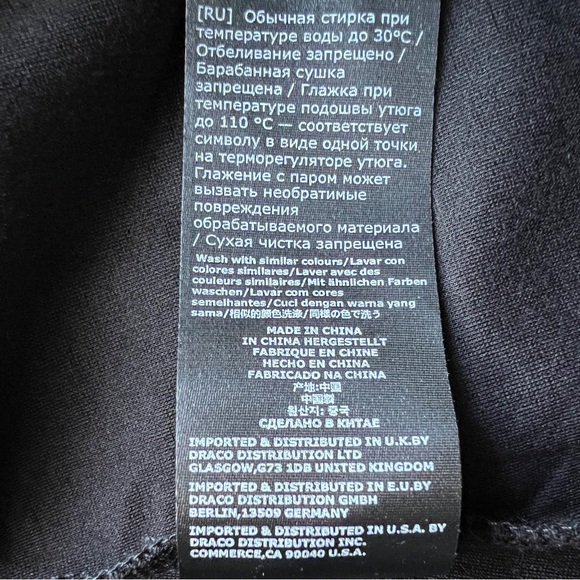 [RU] Обычная стирка при
температуре воды до 30°C /
Отбеливание запрещено /
Барабанная сушка
запрещена / Глажка при
температуре подошвы утюга
до 110 °C — соответствует
символу в виде одной точки
на терморегуляторе утюга.
Глажение с паром может
вызвать необратимые
повреждения
обрабатываемого материала
/ Сухая чистка запрещена
Wash with similar colours/Lavar con
colores similares/Laver avec des
couleurs similaires/Mit ähnlichen Farben
waschen/Lavar com cores
semelhantes/Cuci dengan warna yang
sama/相似的颜色洗涤/同様の色で洗う
MADE IN CHINA
IN CHINA HERGESTELLT
FABRIQUE EN CHINE
HECHO EN CHINA
FABRICADO NA CHINA
产地:中国
中国製
원산지: 중국
СДЕЛАНО В КИТАЕ
IMPORTED & DISTRIBUTED IN U.K.BY
DRACO DISTRIBUTION LTD
GLASGOW,G73 1DB UNITED KINGDOM
IMPORTED & DISTRIBUTED IN E.U.BY
DRACO DISTRIBUTION GMBH
BERLIN,13509 GERMANY
IMPORTED & DISTRIBUTED IN U.S.A. BY
DRACO DISTRIBUTION INC.
COMMERCE,CA 90040 U.S.A.